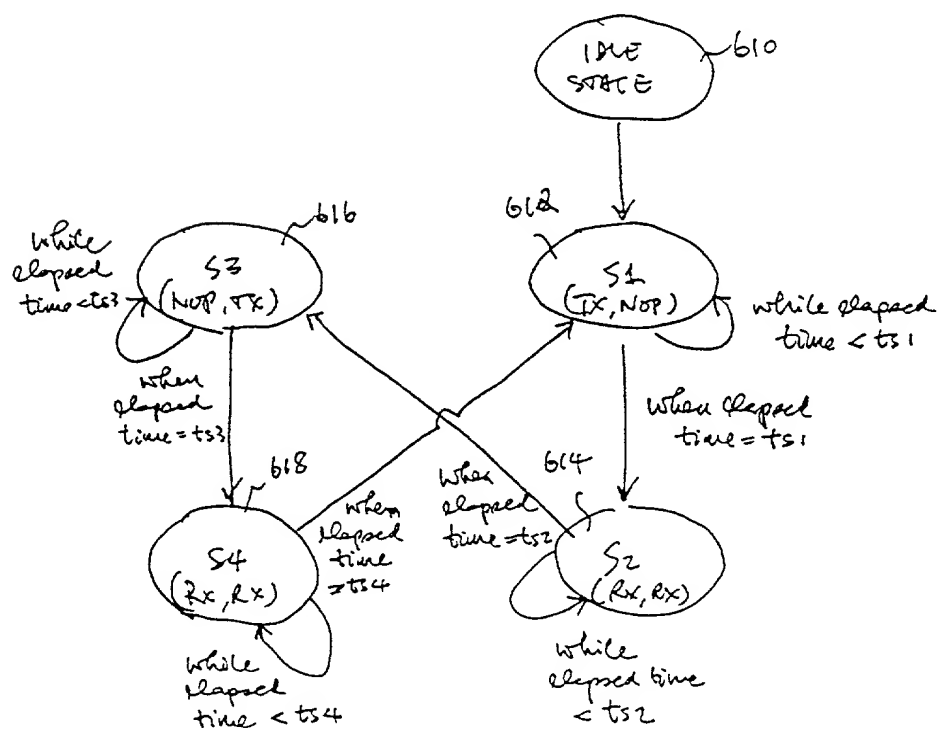 IDLE
STATE
610
616
612
while
elapsed
time < ts3
S3
(NOP, TX)
S1
(TX, NOP)
while elapsed
time < ts1
when
elapsed
time = ts3
when elapsed
time = ts1
618
614
when
elapsed
time = ts2
when
elapsed
time
= ts4
S4
(RX, RX)
S2
(RX, RX)
while
elapsed
time < ts4
while
elapsed time
< ts2